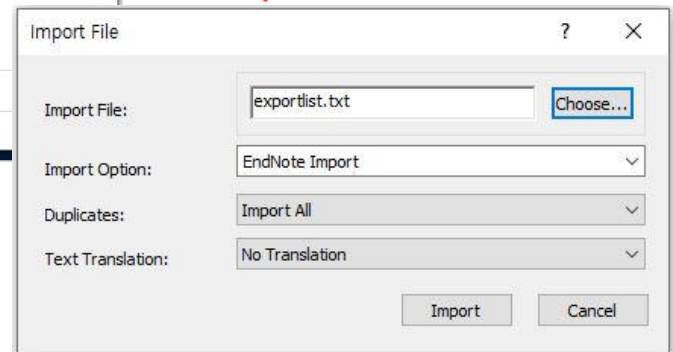 Import File ? X
Import File: exportlist.txt Choose...
Import Option: EndNote Import
Duplicates: Import All
Text Translation: No Translation
Import Cancel